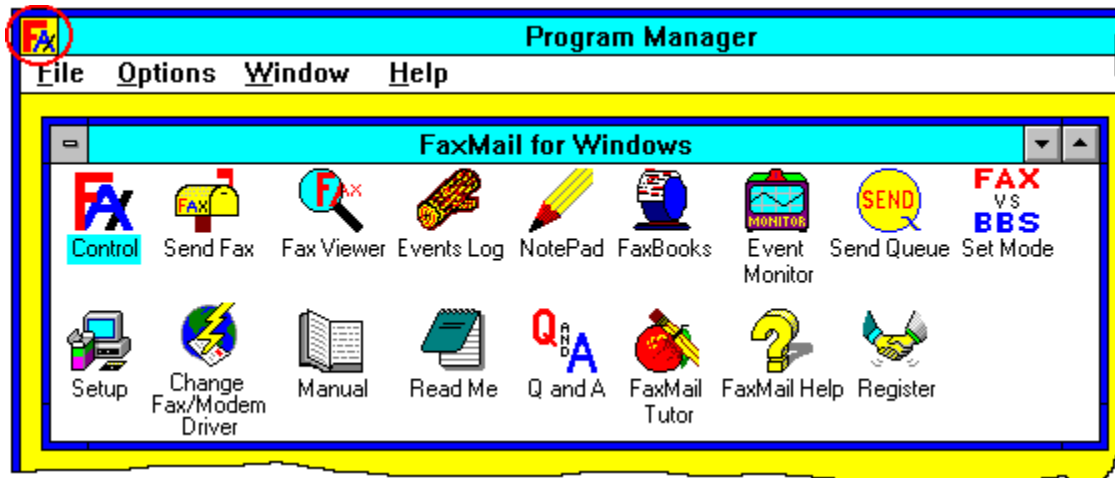 FAX
Program Manager
File Options Window Help
FaxMail for Windows
FAX
FAX
FAX
MONITOR
SEND
FAX
VS
BBS
Control Send Fax Fax Viewer Events Log NotePad FaxBooks Event Monitor Send Queue Set Mode
Q AND A
Setup Change Fax/Modem Driver Manual Read Me Q and A FaxMail Tutor FaxMail Help Register